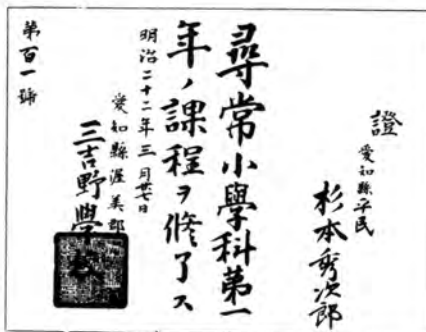 證
愛知縣平民
杉本秀次郎
尋常小學科第一
年ノ課程ヲ修了ス
明治二十二年三月廿七日
愛知縣渥美郡
三吉野學校
第百一號